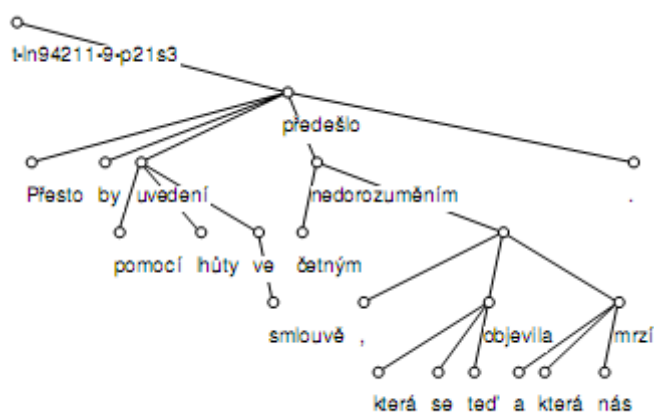 t-ln94211-9-p21s3
předešlo
Přesto by uvedení nedorozuměním .
pomocí lhůty ve četným
smlouvě , objevila mrzí
která se teď a která nás